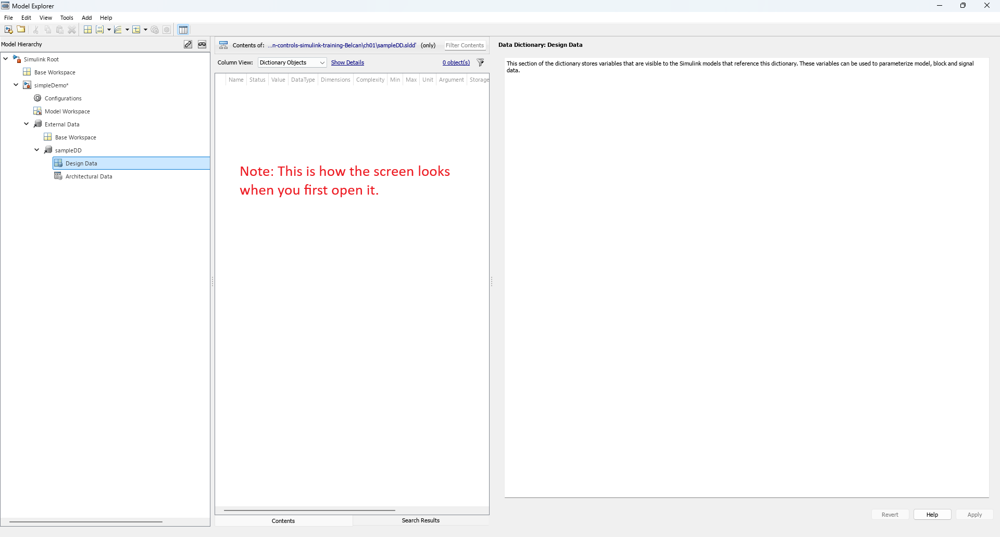 Model Explorer
File Edit View Tools Add Help
Model Hierarchy
Simulink Root
Base Workspace
simpleDemo*
Configurations
Model Workspace
External Data
Base Workspace
sampleDD
Design Data
Architectural Data
Contents of: ...n-controls-simulink-training-Belcan\ch01\sampleDD.sldd' (only) Filter Contents
Column View: Dictionary Objects Show Details 0 object(s)
Name Status Value DataType Dimensions Complexity Min Max Unit Argument Storage
Note: This is how the screen looks
when you first open it.
Contents Search Results
Data Dictionary: Design Data
This section of the dictionary stores variables that are visible to the Simulink models that reference this dictionary. These variables can be used to parameterize model, block and signal
data.
Revert Help Apply